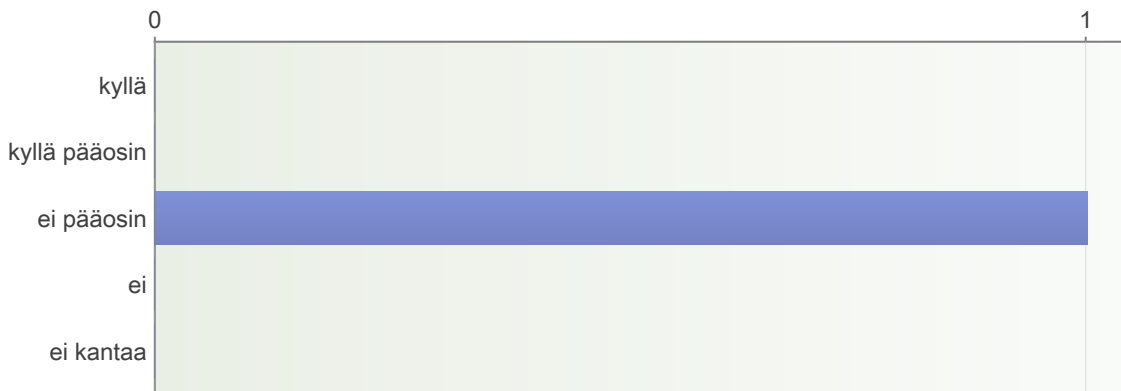 0 1
kyllä
kyllä pääosin
ei pääosin
ei
ei kantaa